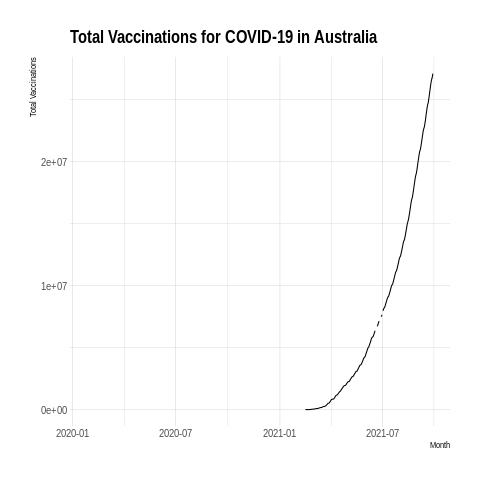 Total Vaccinations for COVID-19 in Australia
Total Vaccinations
2e+07
1e+07
0e+00
2020-01 2020-07 2021-01 2021-07
Month